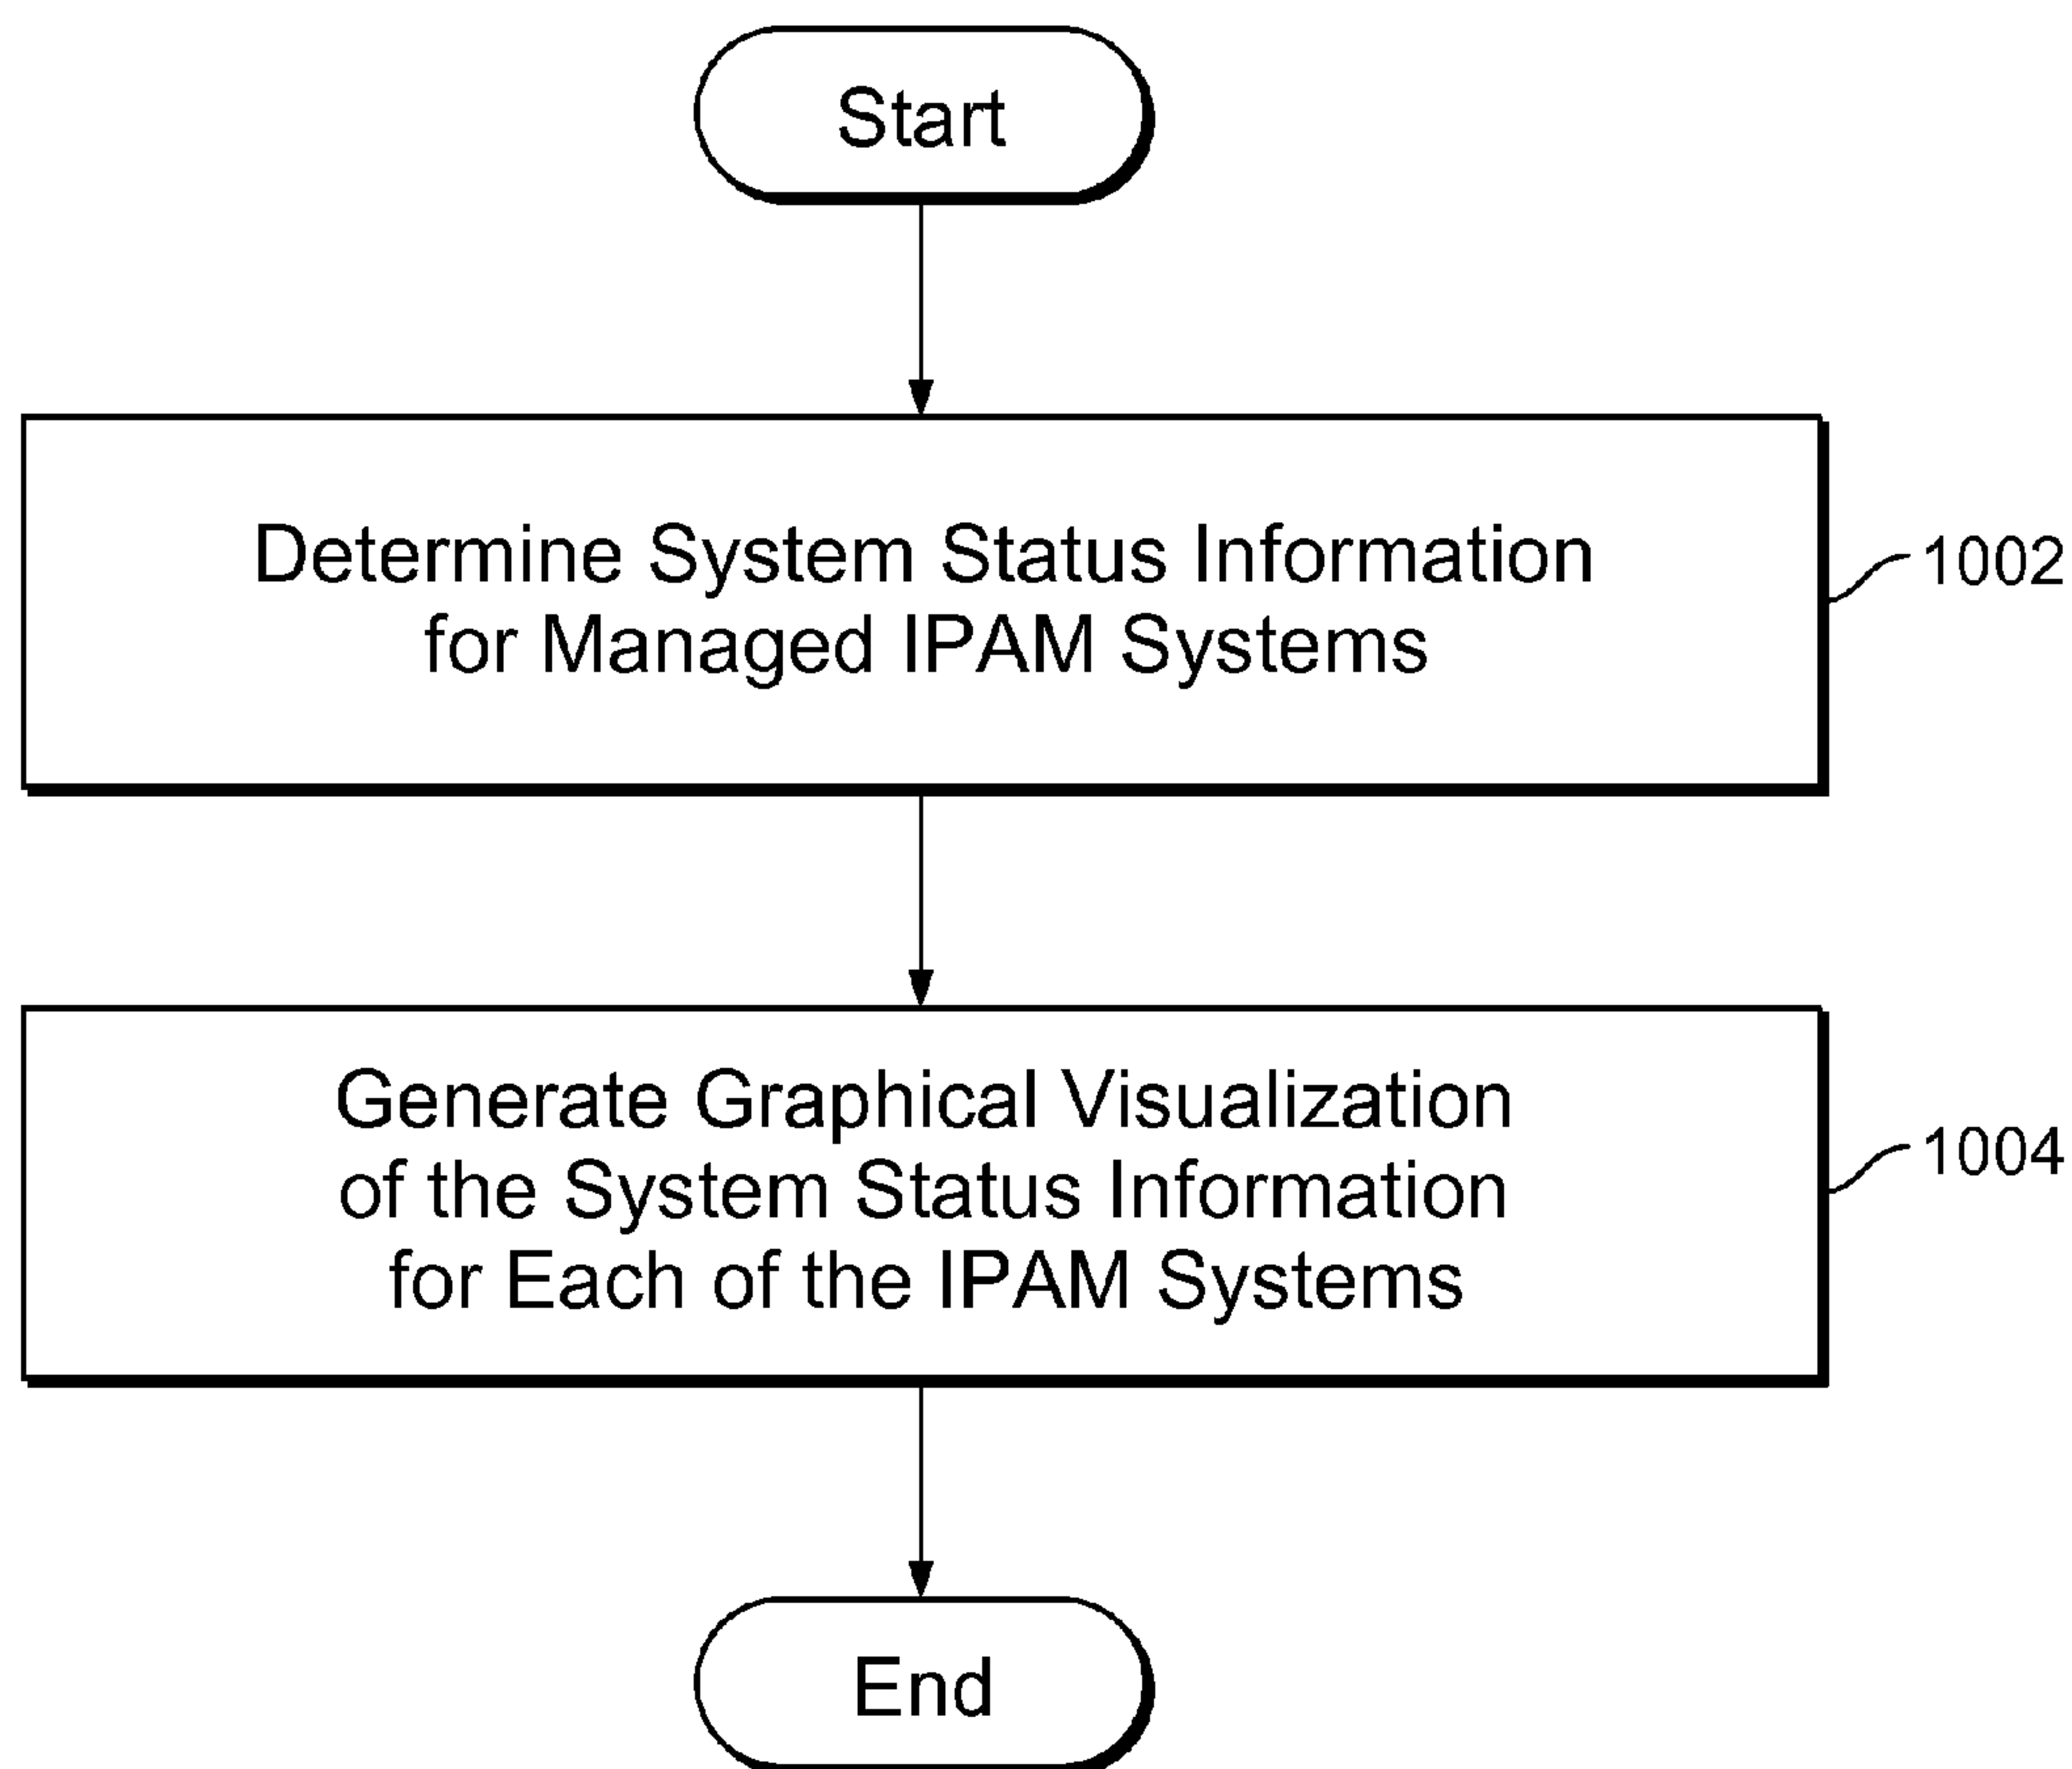 Start
Determine System Status Information
for Managed IPAM Systems
1002
Generate Graphical Visualization
of the System Status Information
for Each of the IPAM Systems
1004
End